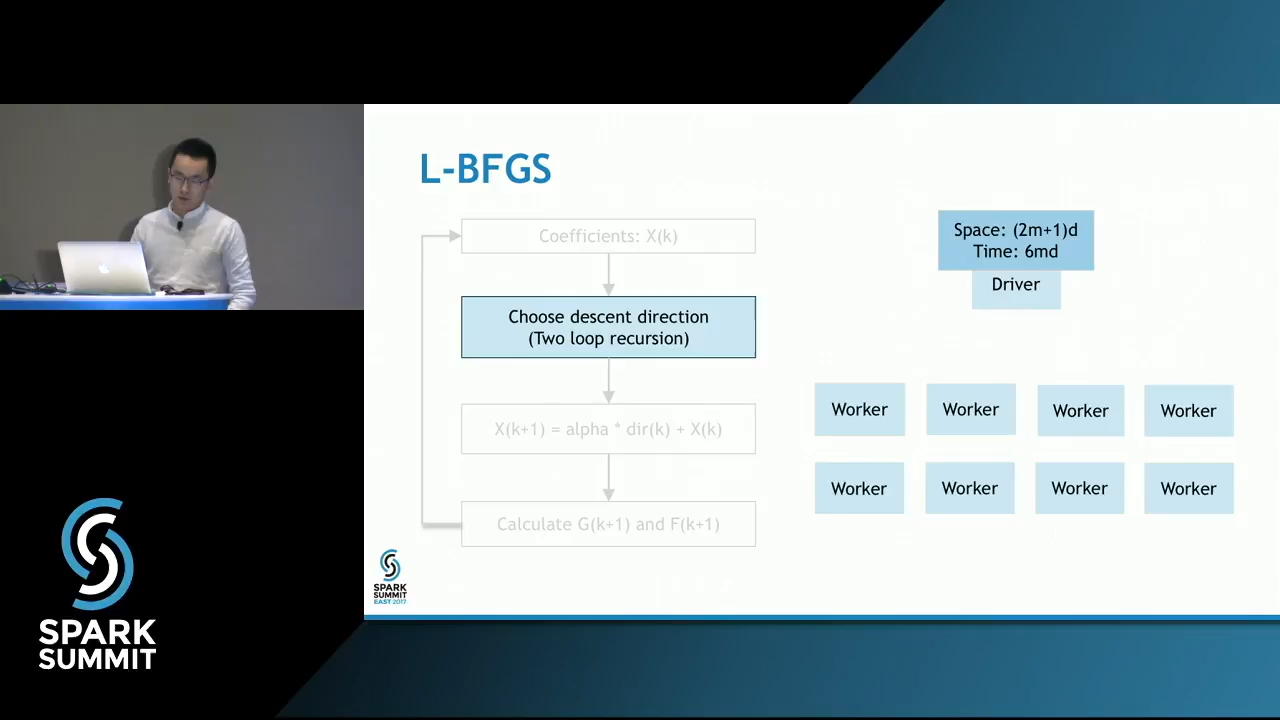 L-BFGS
Coefficients: X(k)
Choose descent direction
(Two loop recursion)
X(k+1) = alpha * dir(k) + X(k)
Calculate G(k+1) and F(k+1)
Space: (2m+1)d
Time: 6md
Driver
Worker
Worker
Worker
Worker
Worker
Worker
Worker
Worker
SPARK
SUMMIT
EAST 2017
SPARK
SUMMIT